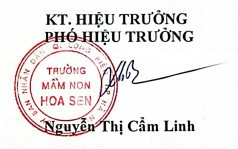 KT. HIỆU TRƯỞNG
PHÓ HIỆU TRƯỞNG
TRƯỜNG
MẦM NON
HOA SEN
Nguyễn Thị Cẩm Linh